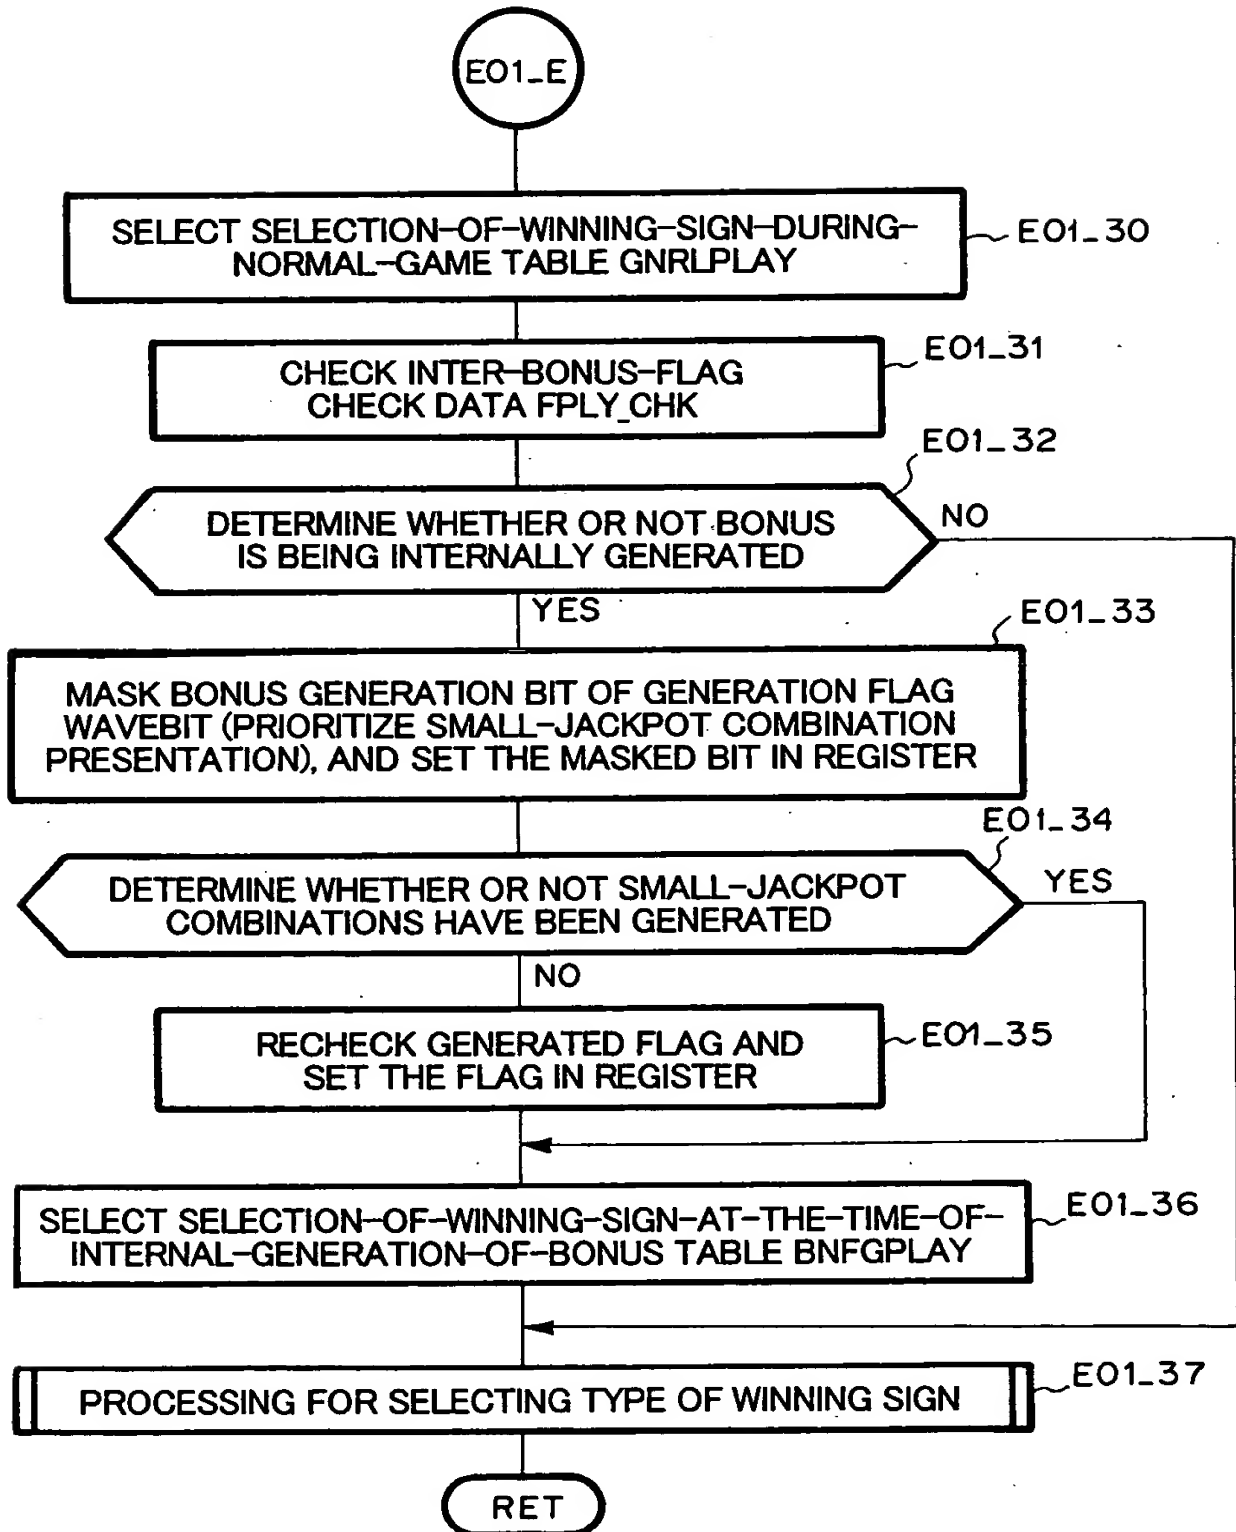 E01_E
SELECT SELECTION-OF-WINNING-SIGN-DURING-
NORMAL-GAME TABLE GNRLPLAY
E01_30
CHECK INTER-BONUS-FLAG
CHECK DATA FPLY_CHK
E01_31
E01_32
DETERMINE WHETHER OR NOT BONUS
IS BEING INTERNALLY GENERATED
NO
YES
E01_33
MASK BONUS GENERATION BIT OF GENERATION FLAG
WAVEBIT (PRIORITIZE SMALL-JACKPOT COMBINATION
PRESENTATION), AND SET THE MASKED BIT IN REGISTER
E01_34
DETERMINE WHETHER OR NOT SMALL-JACKPOT
COMBINATIONS HAVE BEEN GENERATED
YES
NO
RECHECK GENERATED FLAG AND
SET THE FLAG IN REGISTER
E01_35
SELECT SELECTION-OF-WINNING-SIGN-AT-THE-TIME-OF-
INTERNAL-GENERATION-OF-BONUS TABLE BNFGPLAY
E01_36
PROCESSING FOR SELECTING TYPE OF WINNING SIGN
E01_37
RET